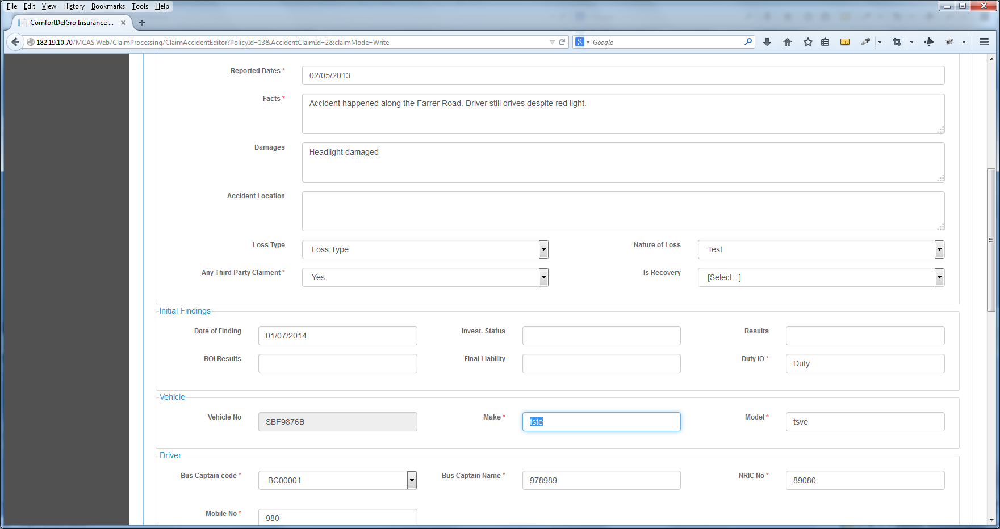 File Edit View History Bookmarks Tools Help
ComfortDelGro Insurance ...
182.19.10.70/MCAS.Web/ClaimProcessing/ClaimAccidentEditor?PolicyId=13&AccidentClaimId=2&claimMode=Write
8 Google
Reported Dates * 02/05/2013
Facts * Accident happened along the Farrer Road. Driver still drives despite red light.
Damages Headlight damaged
Accident Location
Loss Type Loss Type Nature of Loss Test
Any Third Party Claiment * Yes Is Recovery [Select...]
Initial Findings
Date of Finding 01/07/2014 Invest. Status Results
BOI Results Final Liability Duty IO * Duty
Vehicle
Vehicle No SBF9876B Make * tste Model * tsve
Driver
Bus Captain code * BC00001 Bus Captain Name * 978989 NRIC No * 89080
Mobile No * 980